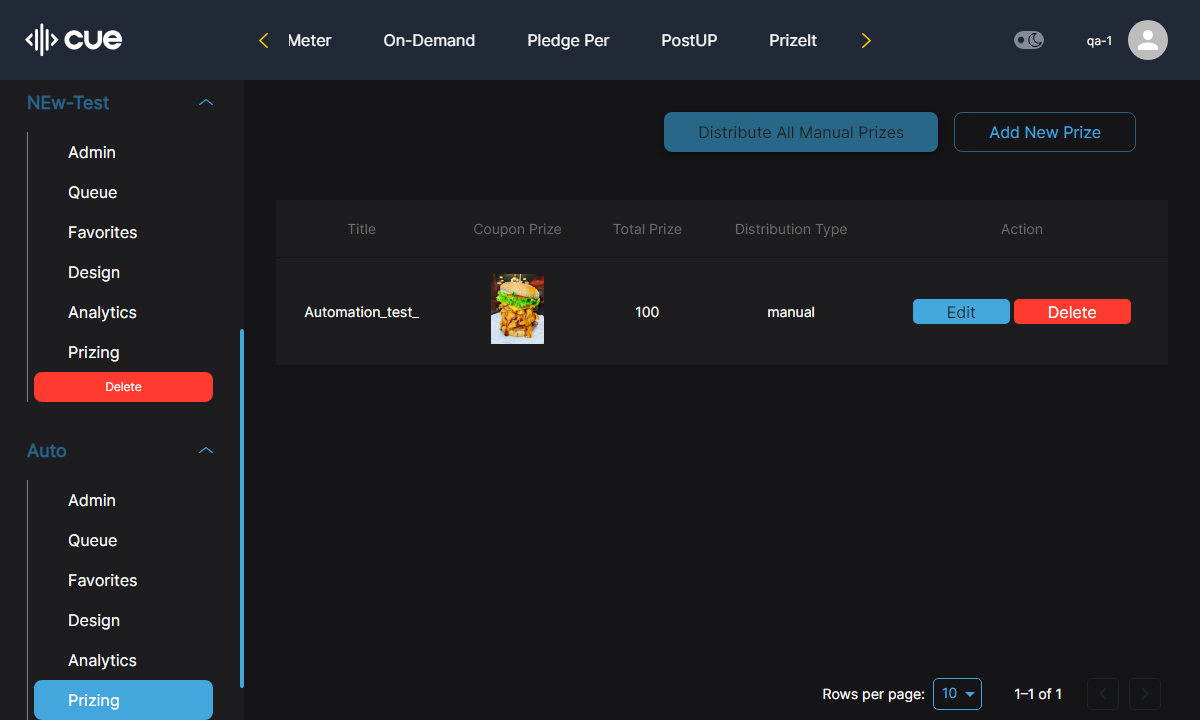 cue
Meter
On-Demand
Pledge Per
PostUP
PrizeIt
qa-1
NEw-Test
Admin
Queue
Favorites
Design
Analytics
Prizing
Delete
Auto
Admin
Queue
Favorites
Design
Analytics
Prizing
Distribute All Manual Prizes
Add New Prize
Title Coupon Prize Total Prize Distribution Type Action
Automation_test_ 100 manual Edit Delete
Rows per page: 10 1–1 of 1